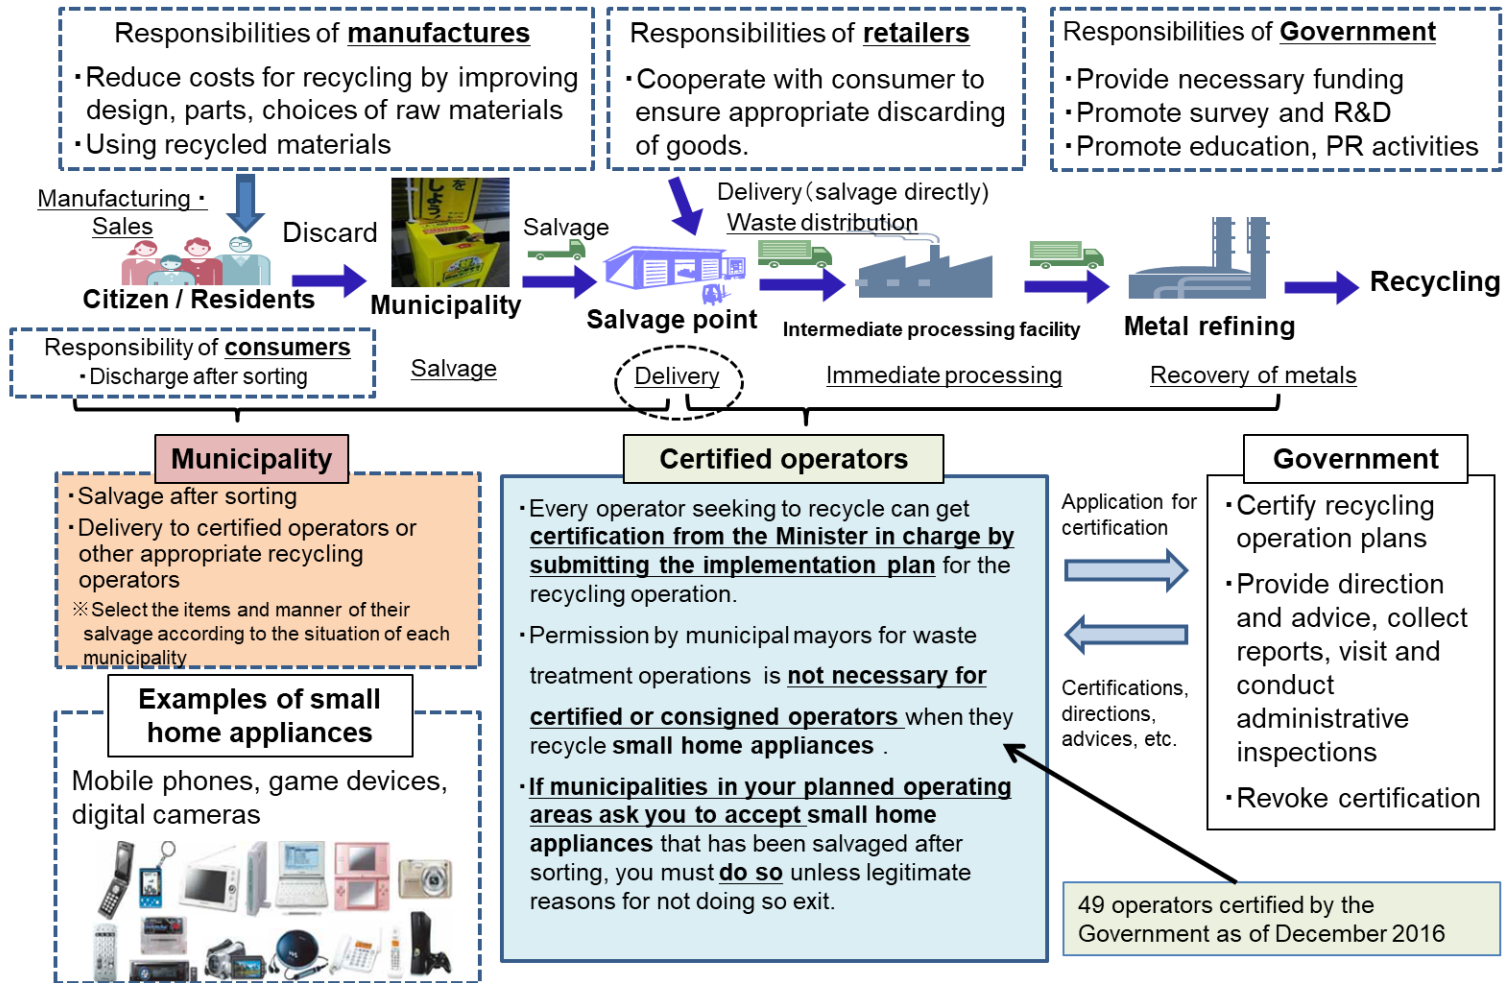 Responsibilities of manufactures
・Reduce costs for recycling by improving
design, parts, choices of raw materials
・Using recycled materials
Responsibilities of retailers
・Cooperate with consumer to
ensure appropriate discarding
of goods.
Responsibilities of Government
・Provide necessary funding
・Promote survey and R&D
・Promote education, PR activities
Manufacturing・
Sales
Discard
Salvage
Delivery（salvage directly)
Waste distribution
Citizen / Residents
Municipality
Salvage point
Intermediate processing facility
Metal refining
Recycling
Responsibility of consumers
・Discharge after sorting
Salvage
Delivery
Immediate processing
Recovery of metals
Municipality
・Salvage after sorting
・Delivery to certified operators or
other appropriate recycling
operators
※Select the items and manner of their
salvage according to the situation of each
municipality
Examples of small
home appliances
Mobile phones, game devices,
digital cameras
Certified operators
・Every operator seeking to recycle can get
certification from the Minister in charge by
submitting the implementation plan for the
recycling operation.
・Permission by municipal mayors for waste
treatment operations is not necessary for
certified or consigned operators when they
recycle small home appliances .
・If municipalities in your planned operating
areas ask you to accept small home
appliances that has been salvaged after
sorting, you must do so unless legitimate
reasons for not doing so exit.
Application for
certification
Certifications,
directions,
advices, etc.
Government
・Certify recycling
operation plans
・Provide direction
and advice, collect
reports, visit and
conduct
administrative
inspections
・Revoke certification
49 operators certified by the
Government as of December 2016